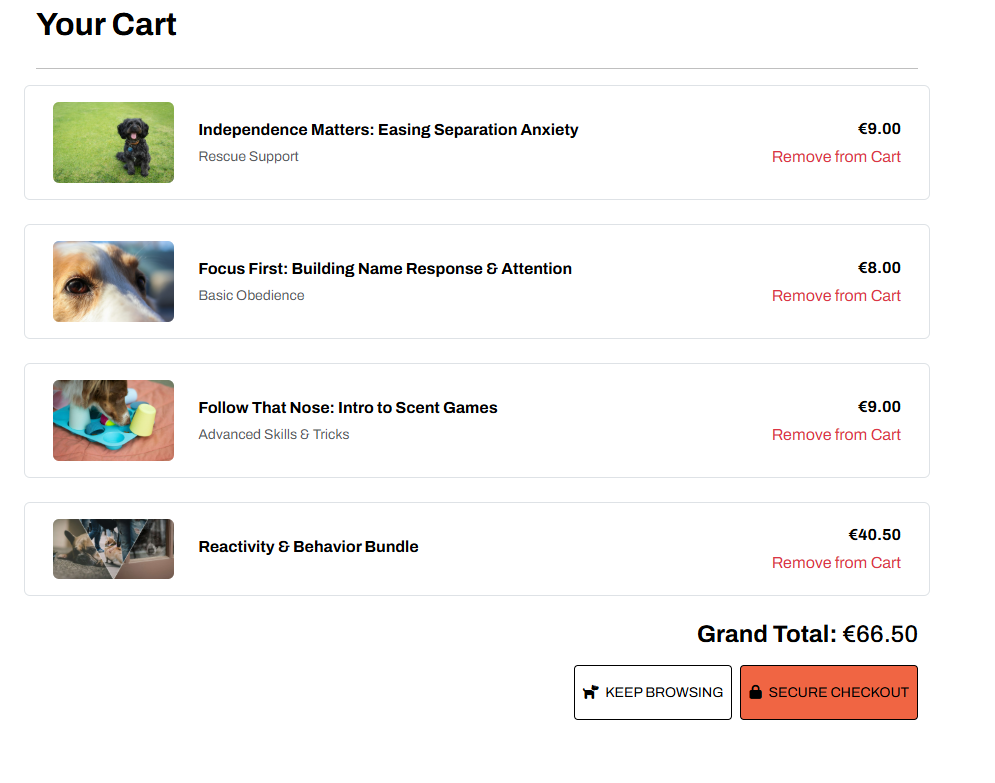 Your Cart
Independence Matters: Easing Separation Anxiety
€9.00
Rescue Support
Remove from Cart
Focus First: Building Name Response & Attention
€8.00
Basic Obedience
Remove from Cart
Follow That Nose: Intro to Scent Games
€9.00
Advanced Skills & Tricks
Remove from Cart
Reactivity & Behavior Bundle
€40.50
Remove from Cart
Grand Total: €66.50
KEEP BROWSING
SECURE CHECKOUT